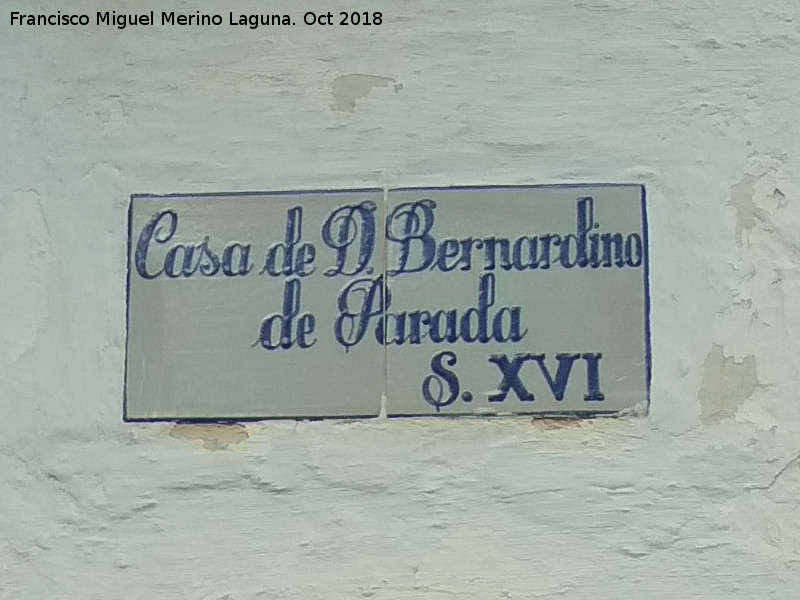 Francisco Miguel Merino Laguna. Oct 2018
Casa de D. Bernardino
de Parada
S. XVI